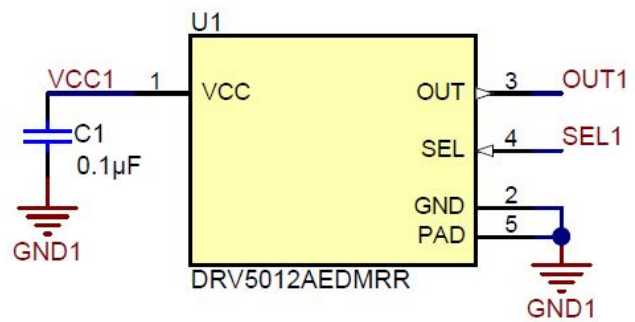 U1
VCC1
1
VCC
OUT
3
OUT1
C1
0.1µF
SEL
4
SEL1
GND
2
PAD
5
GND1
DRV5012AEDMRR
GND1